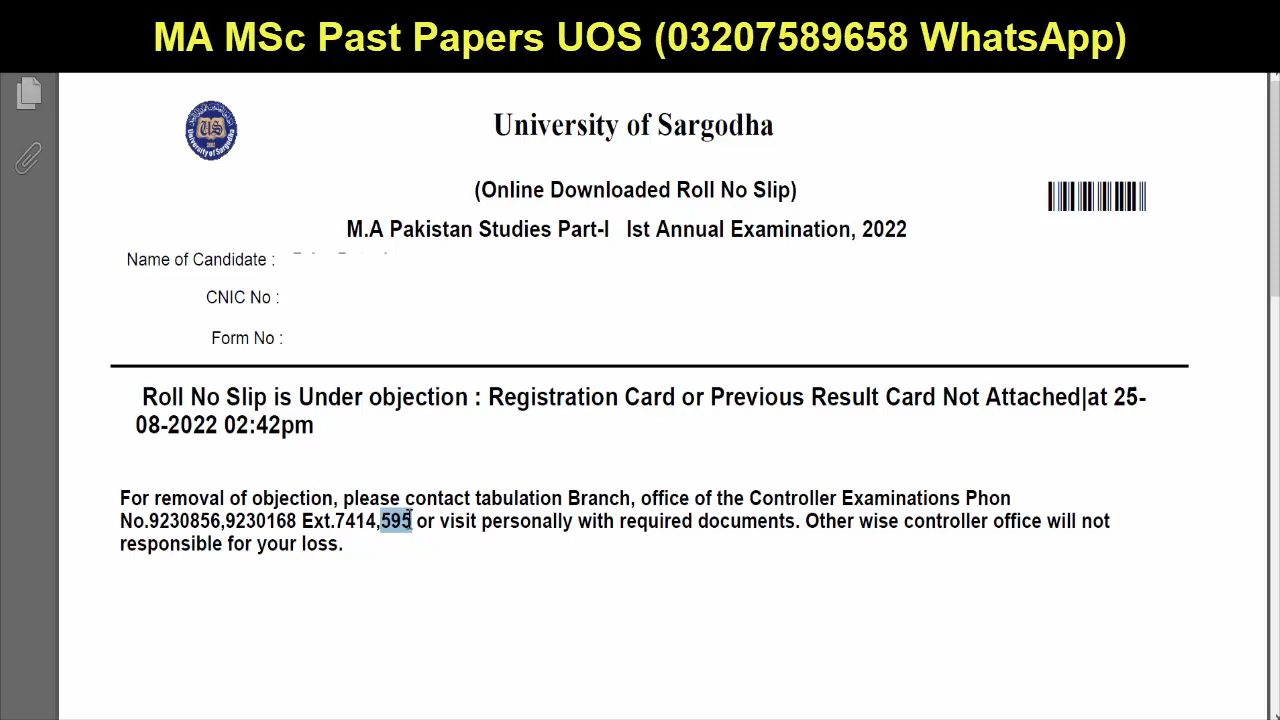 MA MSc Past Papers UOS (03207589658 WhatsApp)
University of Sargodha
(Online Downloaded Roll No Slip)
M.A Pakistan Studies Part-I Ist Annual Examination, 2022
Name of Candidate :
CNIC No :
Form No :
Roll No Slip is Under objection : Registration Card or Previous Result Card Not Attached|at 25-
08-2022 02:42pm
For removal of objection, please contact tabulation Branch, office of the Controller Examinations Phon
No.9230856,9230168 Ext.7414,595 or visit personally with required documents. Other wise controller office will not
responsible for your loss.